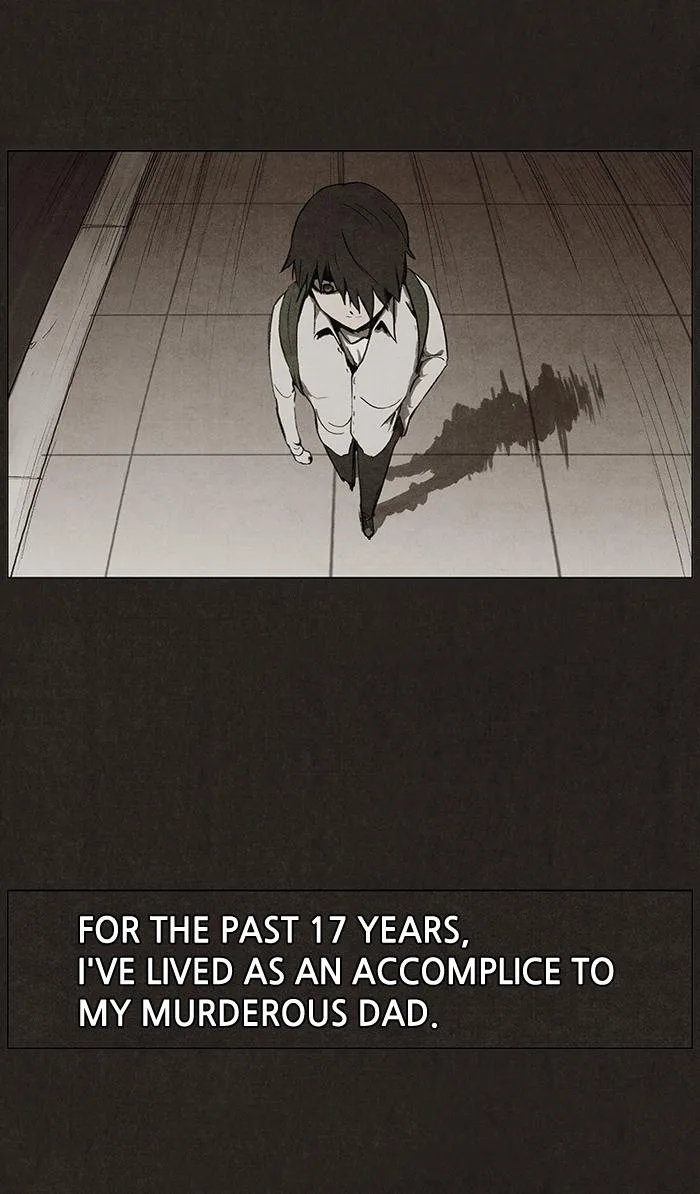 FOR THE PAST 17 YEARS,
I'VE LIVED AS AN ACCOMPLICE TO
MY MURDEROUS DAD.